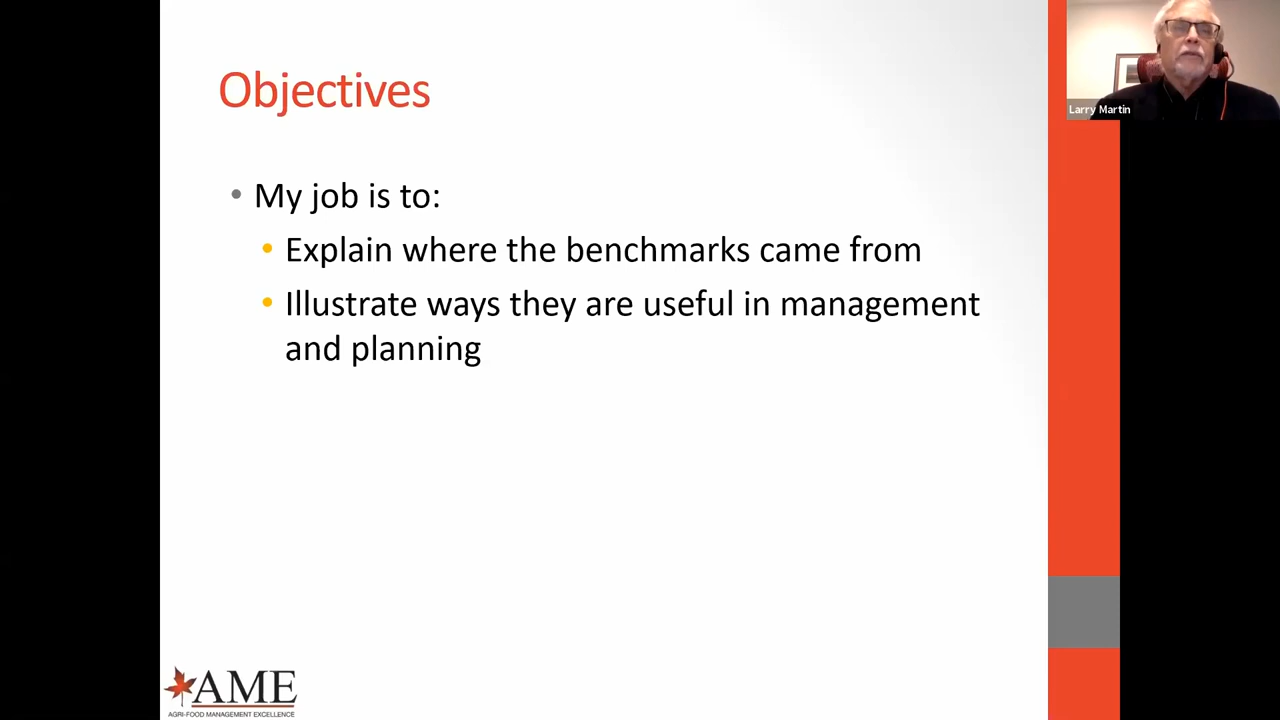 Objectives
Larry Martin
• My job is to:
• Explain where the benchmarks came from
• Illustrate ways they are useful in management
and planning
AME
AGRI-FOOD MANAGEMENT EXCELLENCE